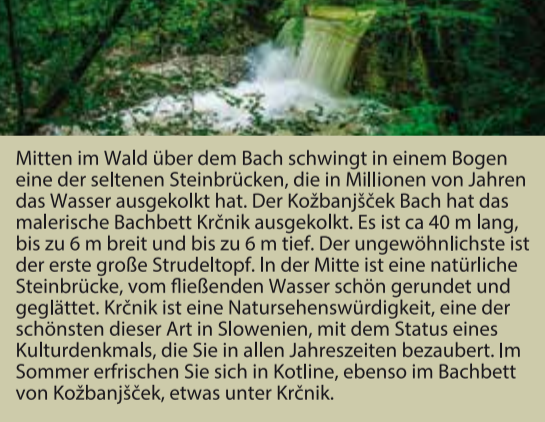 Mitten im Wald über dem Bach schwingt in einem Bogen
eine der seltenen Steinbrücken, die in Millionen von Jahren
das Wasser ausgekolkt hat. Der Kožbanjšček Bach hat das
malerische Bachbett Krčnik ausgekolkt. Es ist ca 40 m lang,
bis zu 6 m breit und bis zu 6 m tief. Der ungewöhnlichste ist
der erste große Strudeltopf. In der Mitte ist eine natürliche
Steinbrücke, vom fließenden Wasser schön gerundet und
geglättet. Krčnik ist eine Natursehenswürdigkeit, eine der
schönsten dieser Art in Slowenien, mit dem Status eines
Kulturdenkmals, die Sie in allen Jahreszeiten bezaubert. Im
Sommer erfrischen Sie sich in Kotline, ebenso im Bachbett
von Kožbanjšček, etwas unter Krčnik.